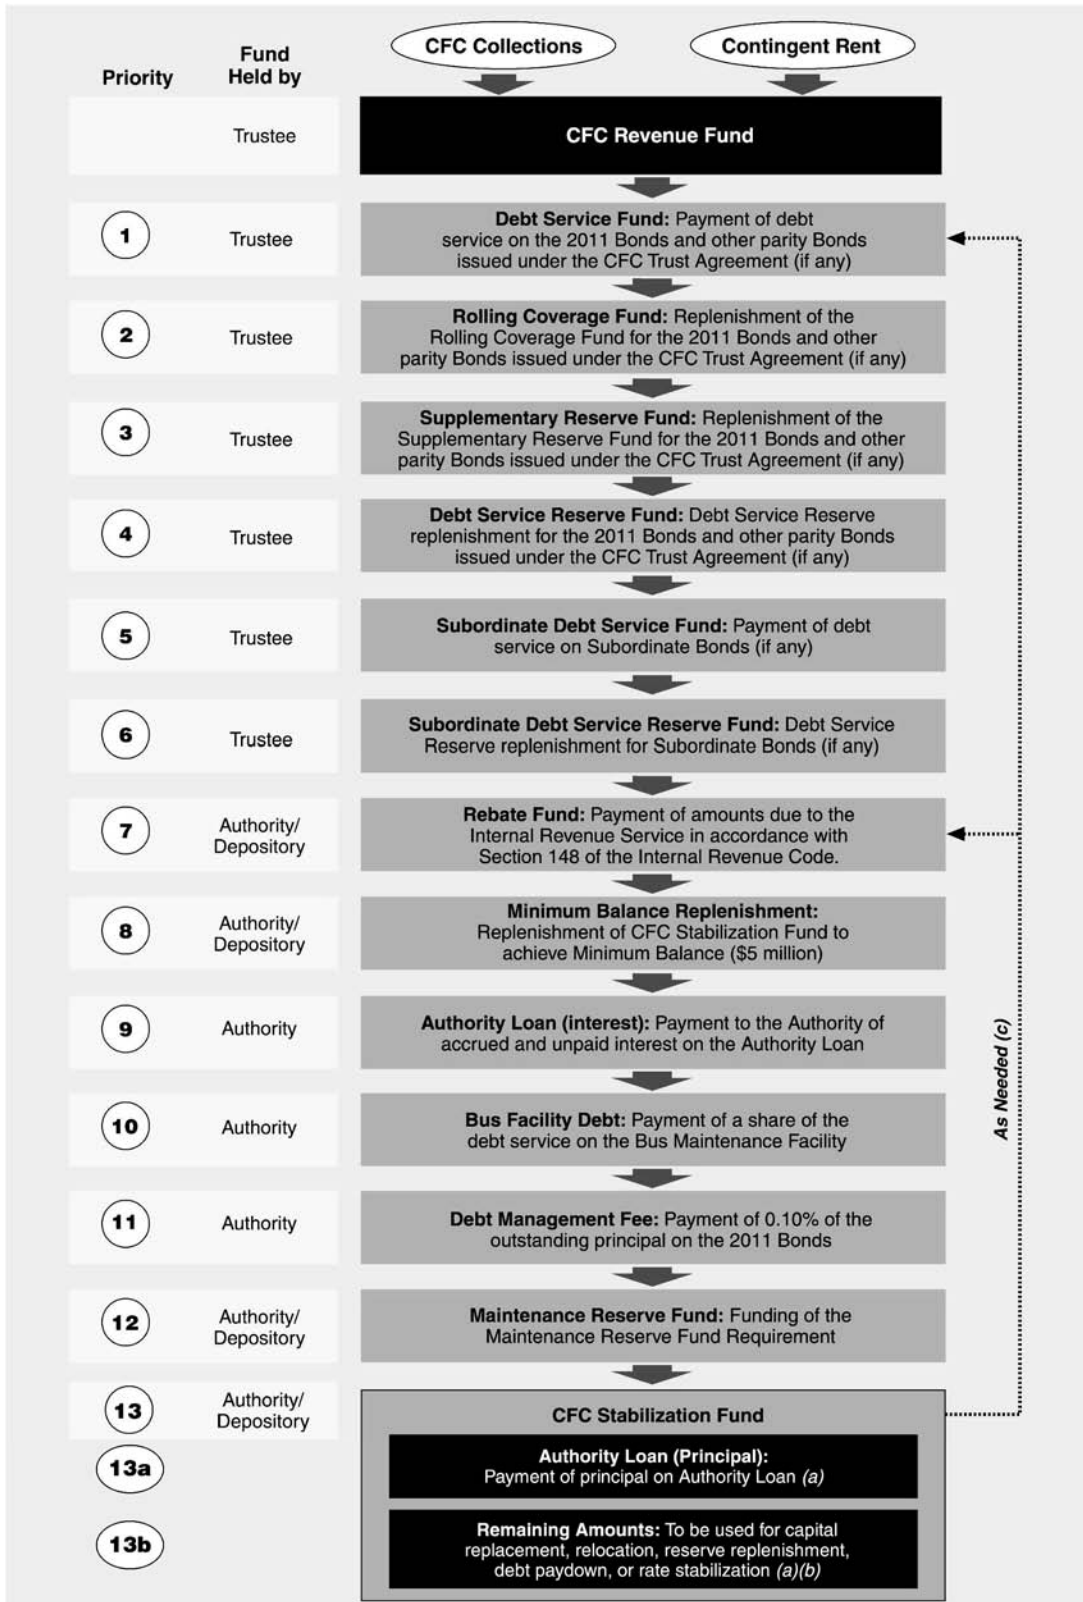 CFC Collections
Contingent Rent
Priority
Fund
Held by
Trustee
CFC Revenue Fund
1
Trustee
Debt Service Fund: Payment of debt
service on the 2011 Bonds and other parity Bonds
issued under the CFC Trust Agreement (if any)
2
Trustee
Rolling Coverage Fund: Replenishment of the
Rolling Coverage Fund for the 2011 Bonds and other
parity Bonds issued under the CFC Trust Agreement (if any)
3
Trustee
Supplementary Reserve Fund: Replenishment of the
Supplementary Reserve Fund for the 2011 Bonds and other
parity Bonds issued under the CFC Trust Agreement (if any)
4
Trustee
Debt Service Reserve Fund: Debt Service Reserve
replenishment for the 2011 Bonds and other parity Bonds
issued under the CFC Trust Agreement (if any)
5
Trustee
Subordinate Debt Service Fund: Payment of debt
service on Subordinate Bonds (if any)
6
Trustee
Subordinate Debt Service Reserve Fund: Debt Service
Reserve replenishment for Subordinate Bonds (if any)
7
Authority/
Depository
Rebate Fund: Payment of amounts due to the
Internal Revenue Service in accordance with
Section 148 of the Internal Revenue Code.
8
Authority/
Depository
Minimum Balance Replenishment:
Replenishment of CFC Stabilization Fund to
achieve Minimum Balance ($5 million)
9
Authority
Authority Loan (interest): Payment to the Authority of
accrued and unpaid interest on the Authority Loan
10
Authority
Bus Facility Debt: Payment of a share of the
debt service on the Bus Maintenance Facility
11
Authority
Debt Management Fee: Payment of 0.10% of the
outstanding principal on the 2011 Bonds
12
Authority/
Depository
Maintenance Reserve Fund: Funding of the
Maintenance Reserve Fund Requirement
13
Authority/
Depository
CFC Stabilization Fund
13a
Authority Loan (Principal):
Payment of principal on Authority Loan (a)
13b
Remaining Amounts: To be used for capital
replacement, relocation, reserve replenishment,
debt paydown, or rate stabilization (a)(b)
As Needed (c)